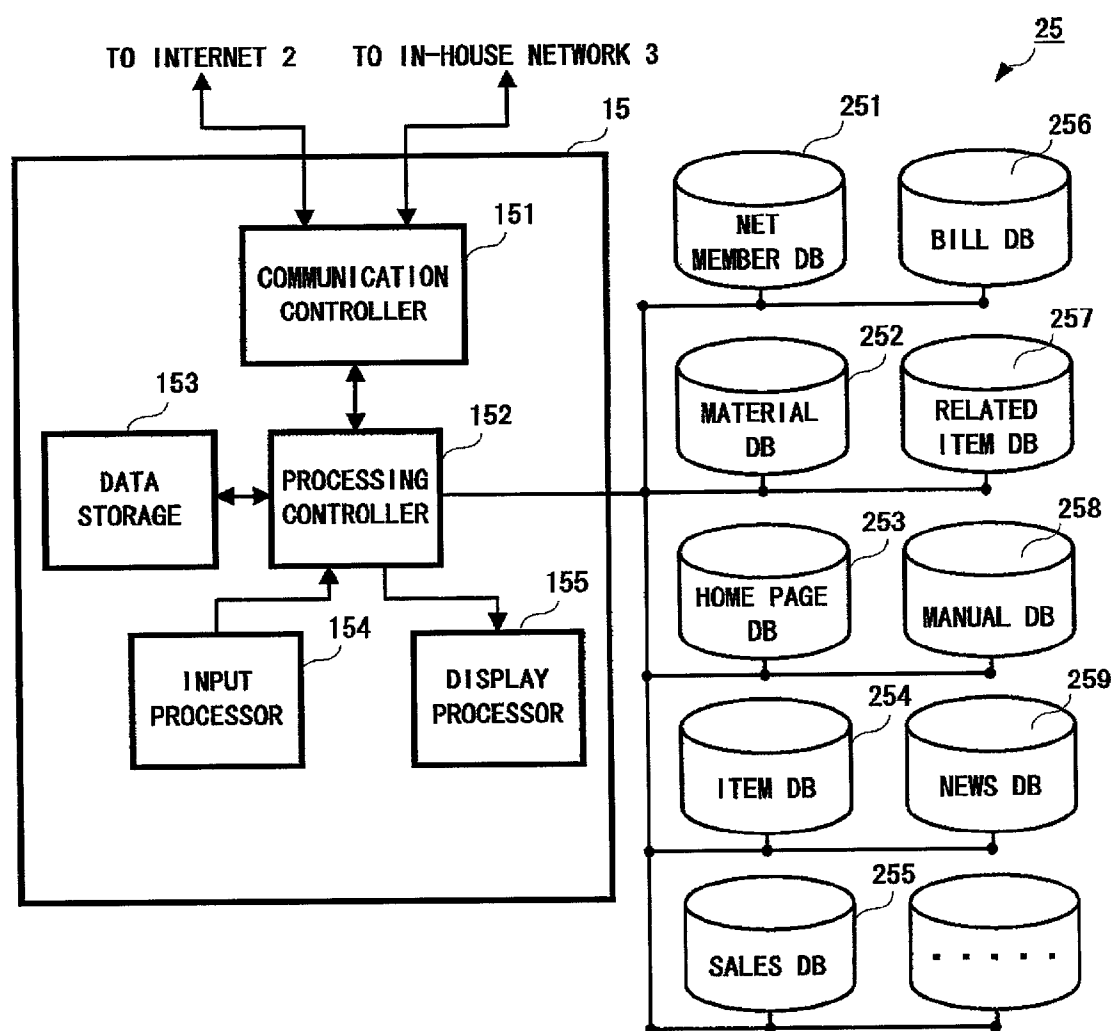 25
TO INTERNET 2
TO IN-HOUSE NETWORK 3
15
251
256
NET
MEMBER DB
BILL DB
151
COMMUNICATION
CONTROLLER
252
257
MATERIAL
DB
RELATED
ITEM DB
153
152
DATA
STORAGE
PROCESSING
CONTROLLER
253
258
HOME PAGE
DB
MANUAL DB
154
155
INPUT
PROCESSOR
DISPLAY
PROCESSOR
254
259
ITEM DB
NEWS DB
255
SALES DB
. . . . .